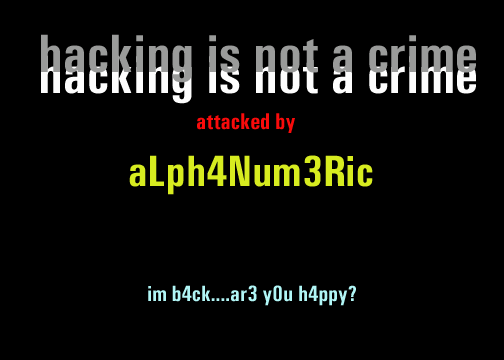 hacking is not a crime
hacking is not a crime
attacked by
aLph4Num3Ric
im b4ck....ar3 y0u h4ppy?